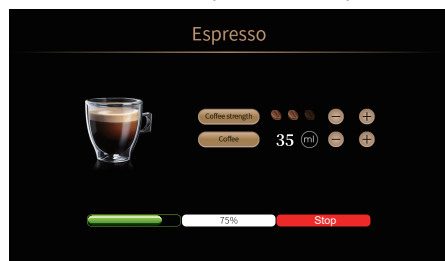 Espresso
Coffee strength − +
Coffee 35 ml − +
75% Stop